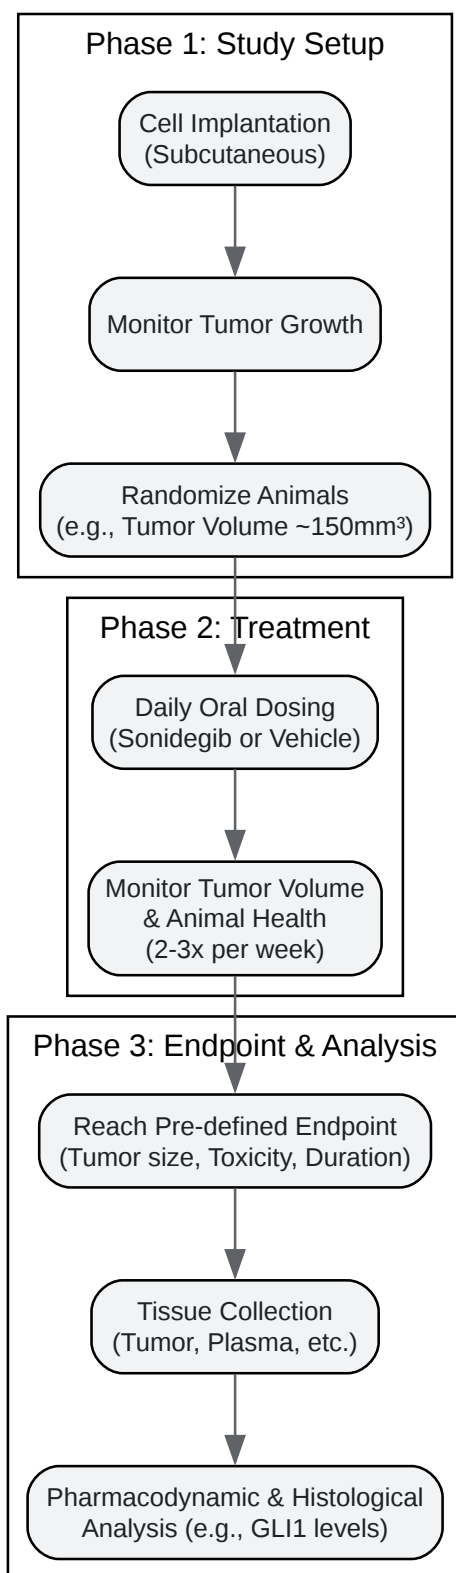 Phase 1: Study Setup
Cell Implantation
(Subcutaneous)
Monitor Tumor Growth
Randomize Animals
(e.g., Tumor Volume ~150mm³)
Phase 2: Treatment
Daily Oral Dosing
(Sonidegib or Vehicle)
Monitor Tumor Volume
& Animal Health
(2-3x per week)
Phase 3: Endpoint & Analysis
Reach Pre-defined Endpoint
(Tumor size, Toxicity, Duration)
Tissue Collection
(Tumor, Plasma, etc.)
Pharmacodynamic & Histological
Analysis (e.g., GLI1 levels)